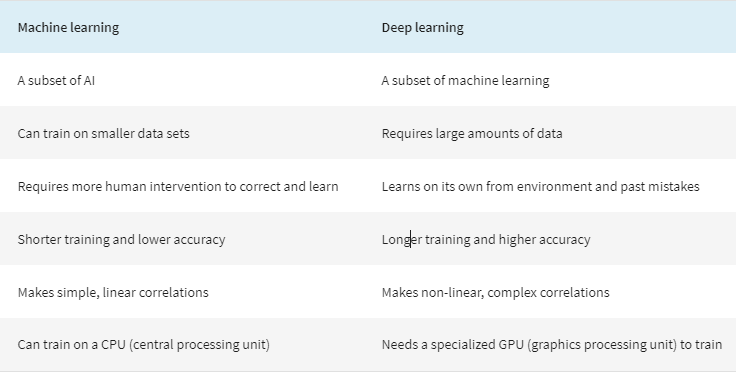 Machine learning Deep learning
A subset of AI A subset of machine learning
Can train on smaller data sets Requires large amounts of data
Requires more human intervention to correct and learn Learns on its own from environment and past mistakes
Shorter training and lower accuracy Longer training and higher accuracy
Makes simple, linear correlations Makes non-linear, complex correlations
Can train on a CPU (central processing unit) Needs a specialized GPU (graphics processing unit) to train